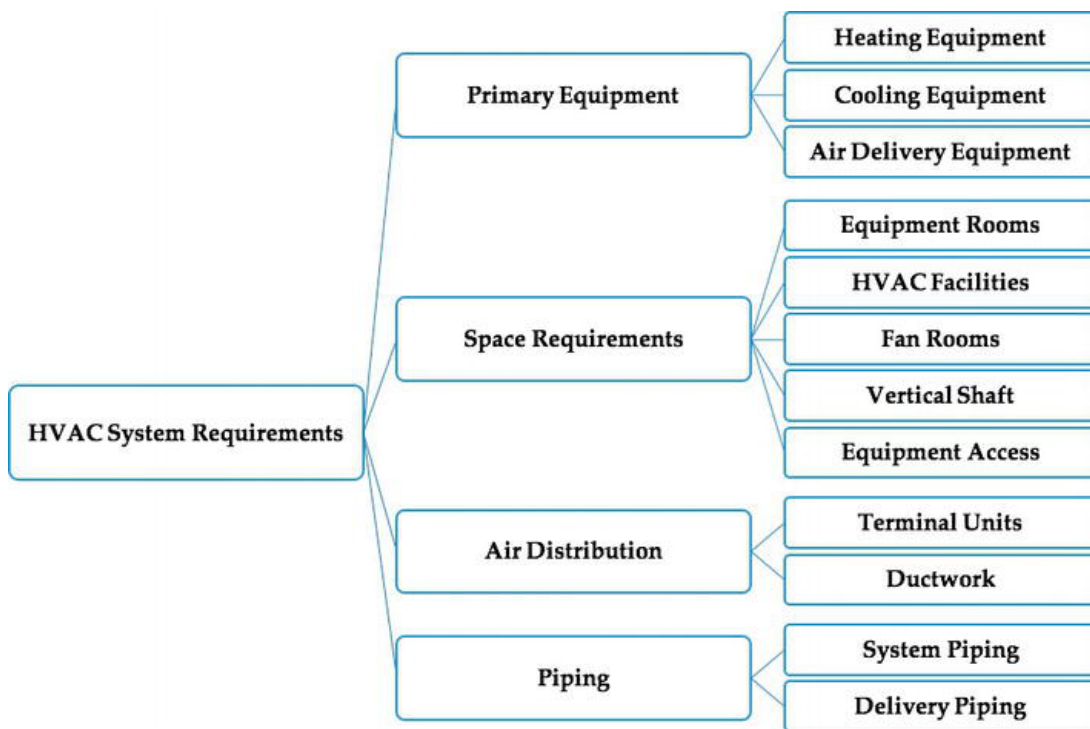 HVAC System Requirements
Primary Equipment
Heating Equipment
Cooling Equipment
Air Delivery Equipment
Space Requirements
Equipment Rooms
HVAC Facilities
Fan Rooms
Vertical Shaft
Equipment Access
Air Distribution
Terminal Units
Ductwork
Piping
System Piping
Delivery Piping